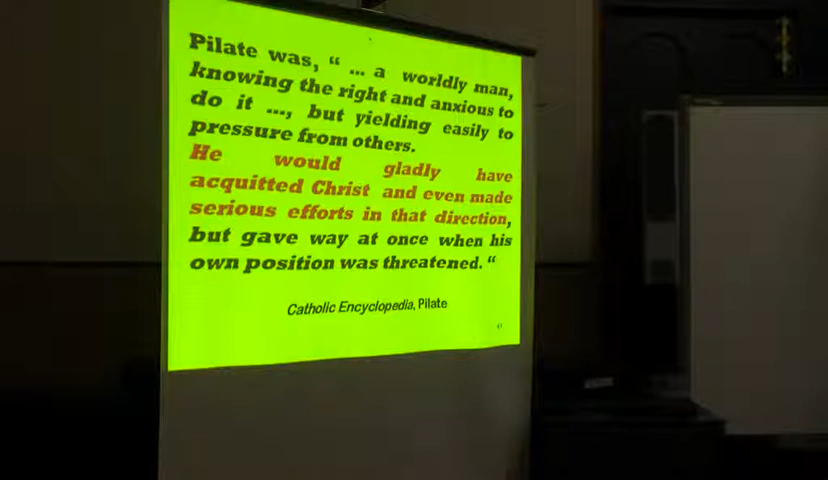 Pilate was, “ ... a worldly man,
knowing the right and anxious to
do it ..., but yielding easily to
pressure from others.
He would gladly have
acquitted Christ and even made
serious efforts in that direction,
but gave way at once when his
own position was threatened. “
Catholic Encyclopedia, Pilate